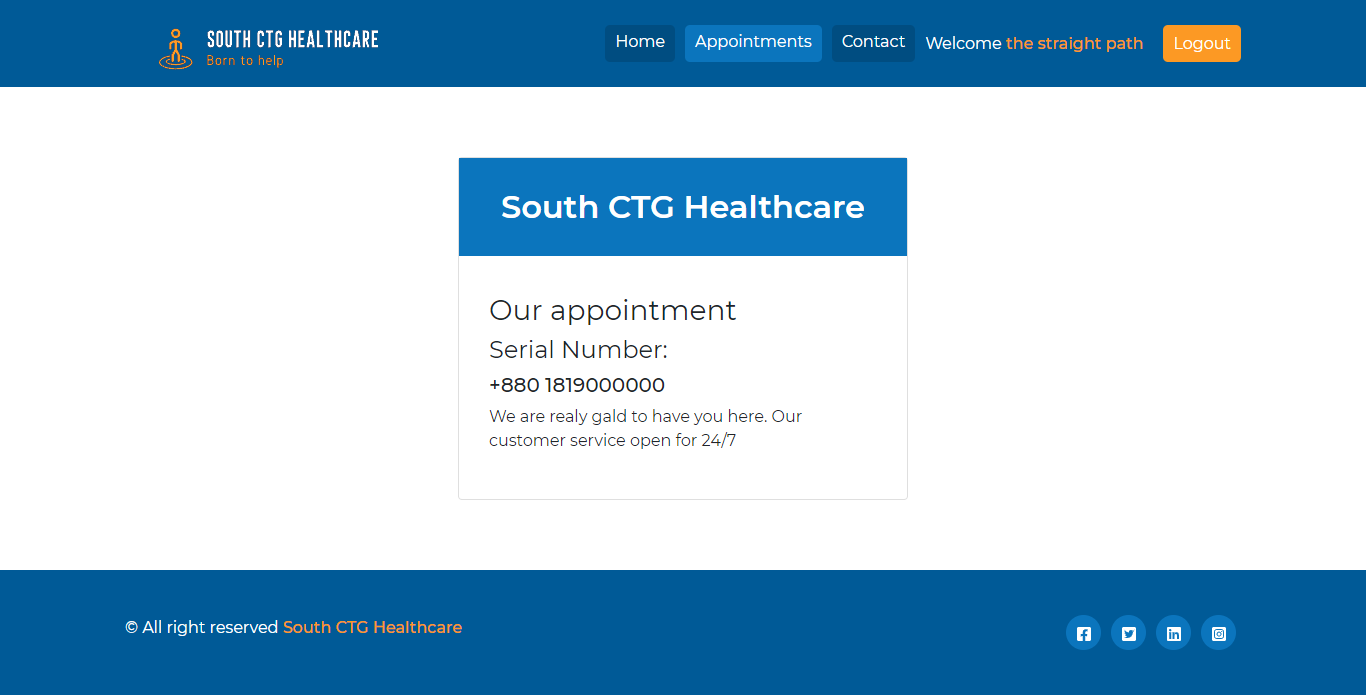 SOUTH CTG HEALTHCARE
Born to help
Home Appointments Contact Welcome the straight path Logout
South CTG Healthcare
Our appointment
Serial Number:
+880 1819000000
We are realy gald to have you here. Our
customer service open for 24/7
© All right reserved South CTG Healthcare